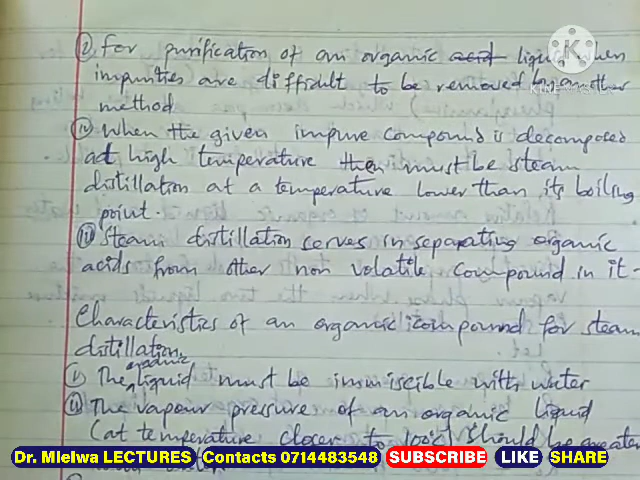 (i) For purification of an organic acid liquid when
impurities are difficult to be removed by another
method
(ii) When the given impure compound is decomposed
at high temperature then must be steam
distillation at a temperature lower than its boiling
point.
(iii) Steam distillation serves in separating organic
acids from other non volatile compound in it-
Characteristics of an organic compound for steam
distillation
(i) The organic liquid must be immiscible with water
(ii) The vapour pressure of an organic liquid
(at temperature closer to 100°C) should be greater
Dr. Mlelwa LECTURES Contacts 0714483548 SUBSCRIBE LIKE SHARE